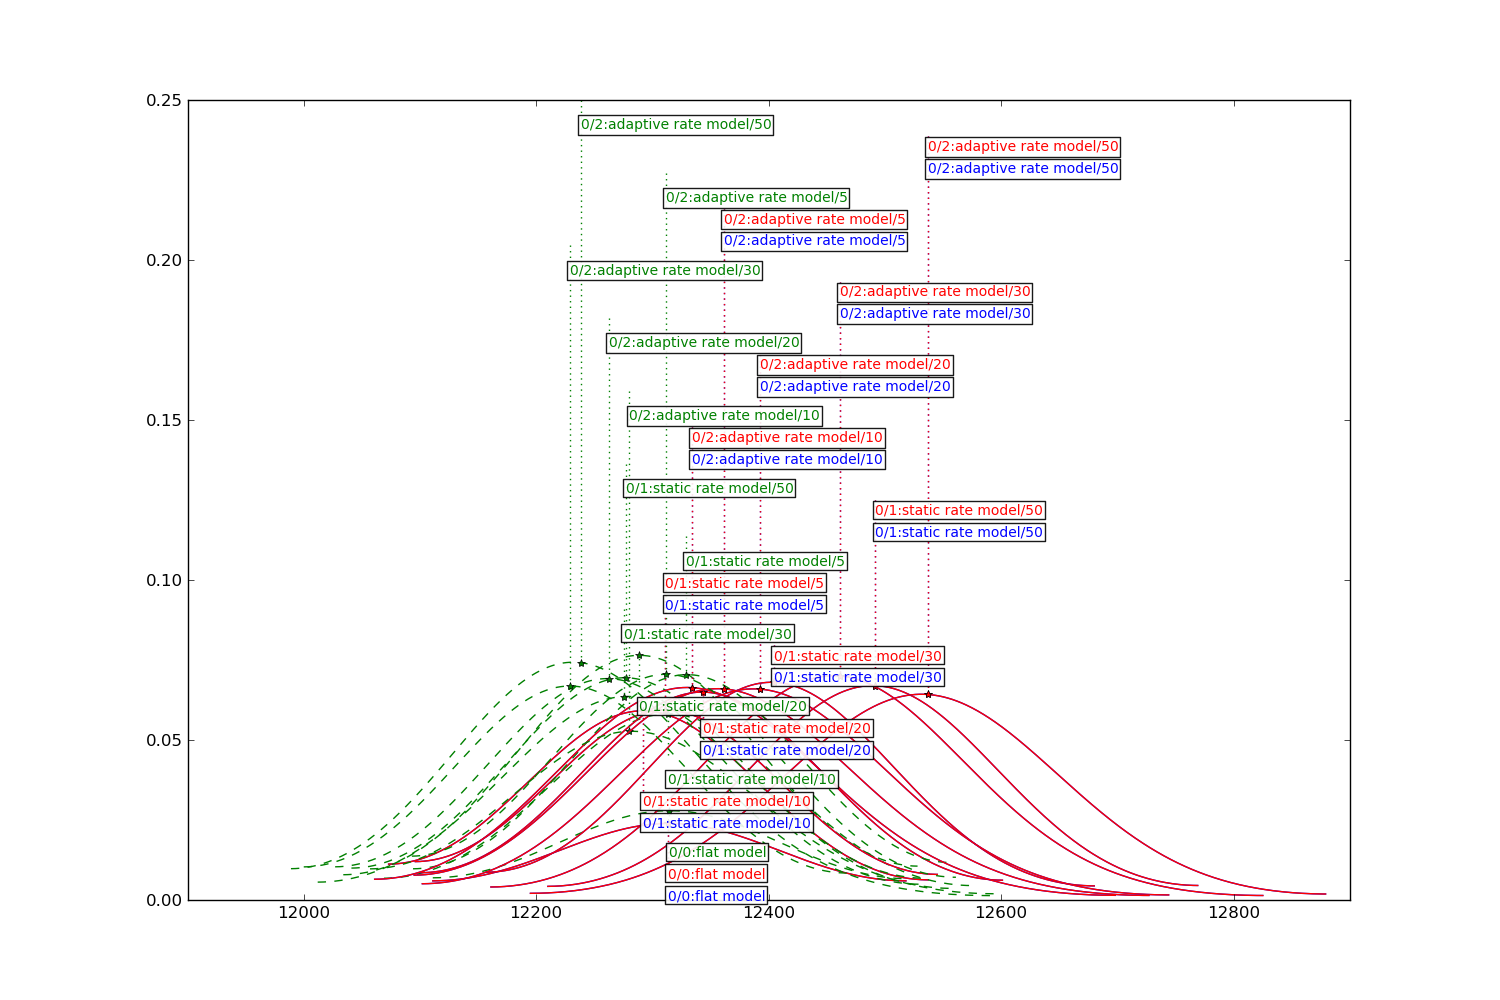 0.25
0/2:adaptive rate model/50
0/2:adaptive rate model/50
0/2:adaptive rate model/50
0/2:adaptive rate model/5
0/2:adaptive rate model/5
0/2:adaptive rate model/5
0.20
0/2:adaptive rate model/30
0/2:adaptive rate model/30
0/2:adaptive rate model/30
0/2:adaptive rate model/20
0/2:adaptive rate model/20
0/2:adaptive rate model/20
0.15
0/2:adaptive rate model/10
0/2:adaptive rate model/10
0/2:adaptive rate model/10
0/1:static rate model/50
0/1:static rate model/50
0/1:static rate model/50
0/1:static rate model/5
0.10
0/1:static rate model/5
0/1:static rate model/5
0/1:static rate model/30
0/1:static rate model/30
0/1:static rate model/30
0/1:static rate model/20
0/1:static rate model/20
0.05
0/1:static rate model/20
0/1:static rate model/10
0/1:static rate model/10
0/1:static rate model/10
0/0:flat model
0/0:flat model
0/0:flat model
0.00
12000
12200
12400
12600
12800